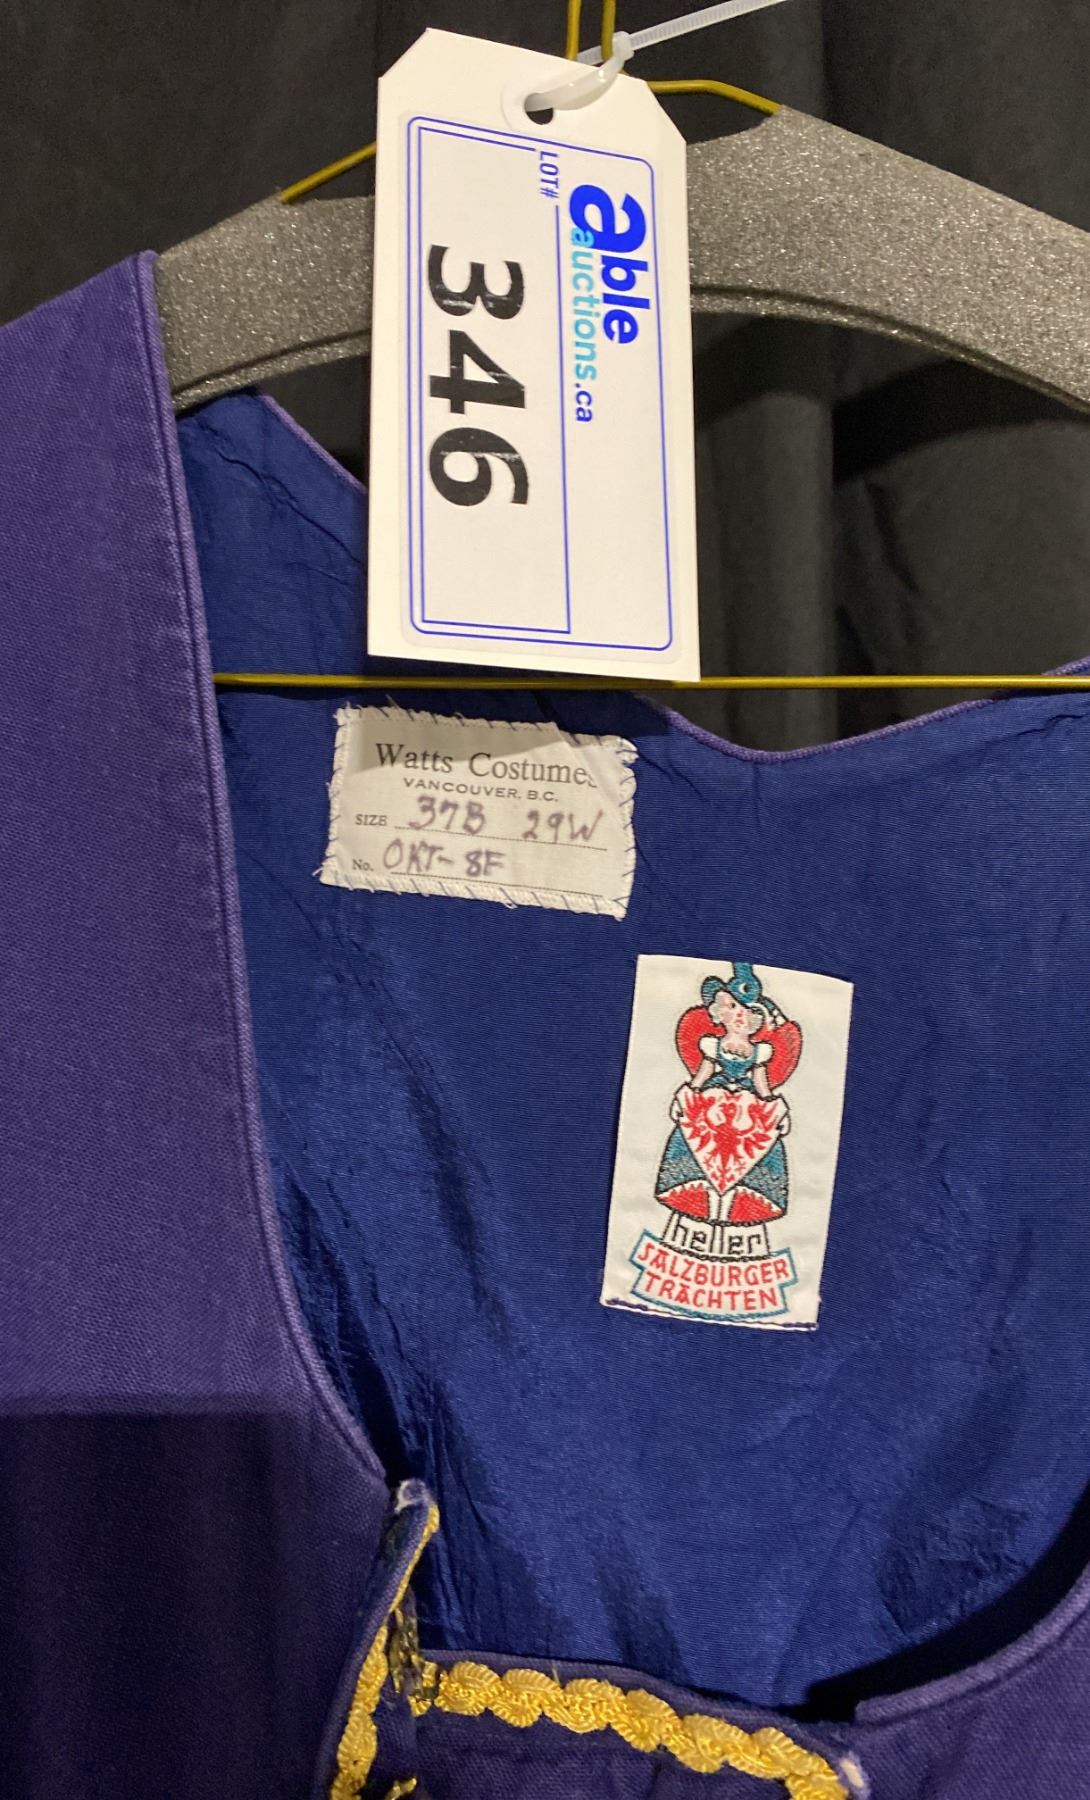 able
auctions.ca
LOT#
346
Watts Costumes
VANCOUVER, B.C.
SIZE 37B 29W
No. OKT-8F
heller
SALZBURGER
TRACHTEN